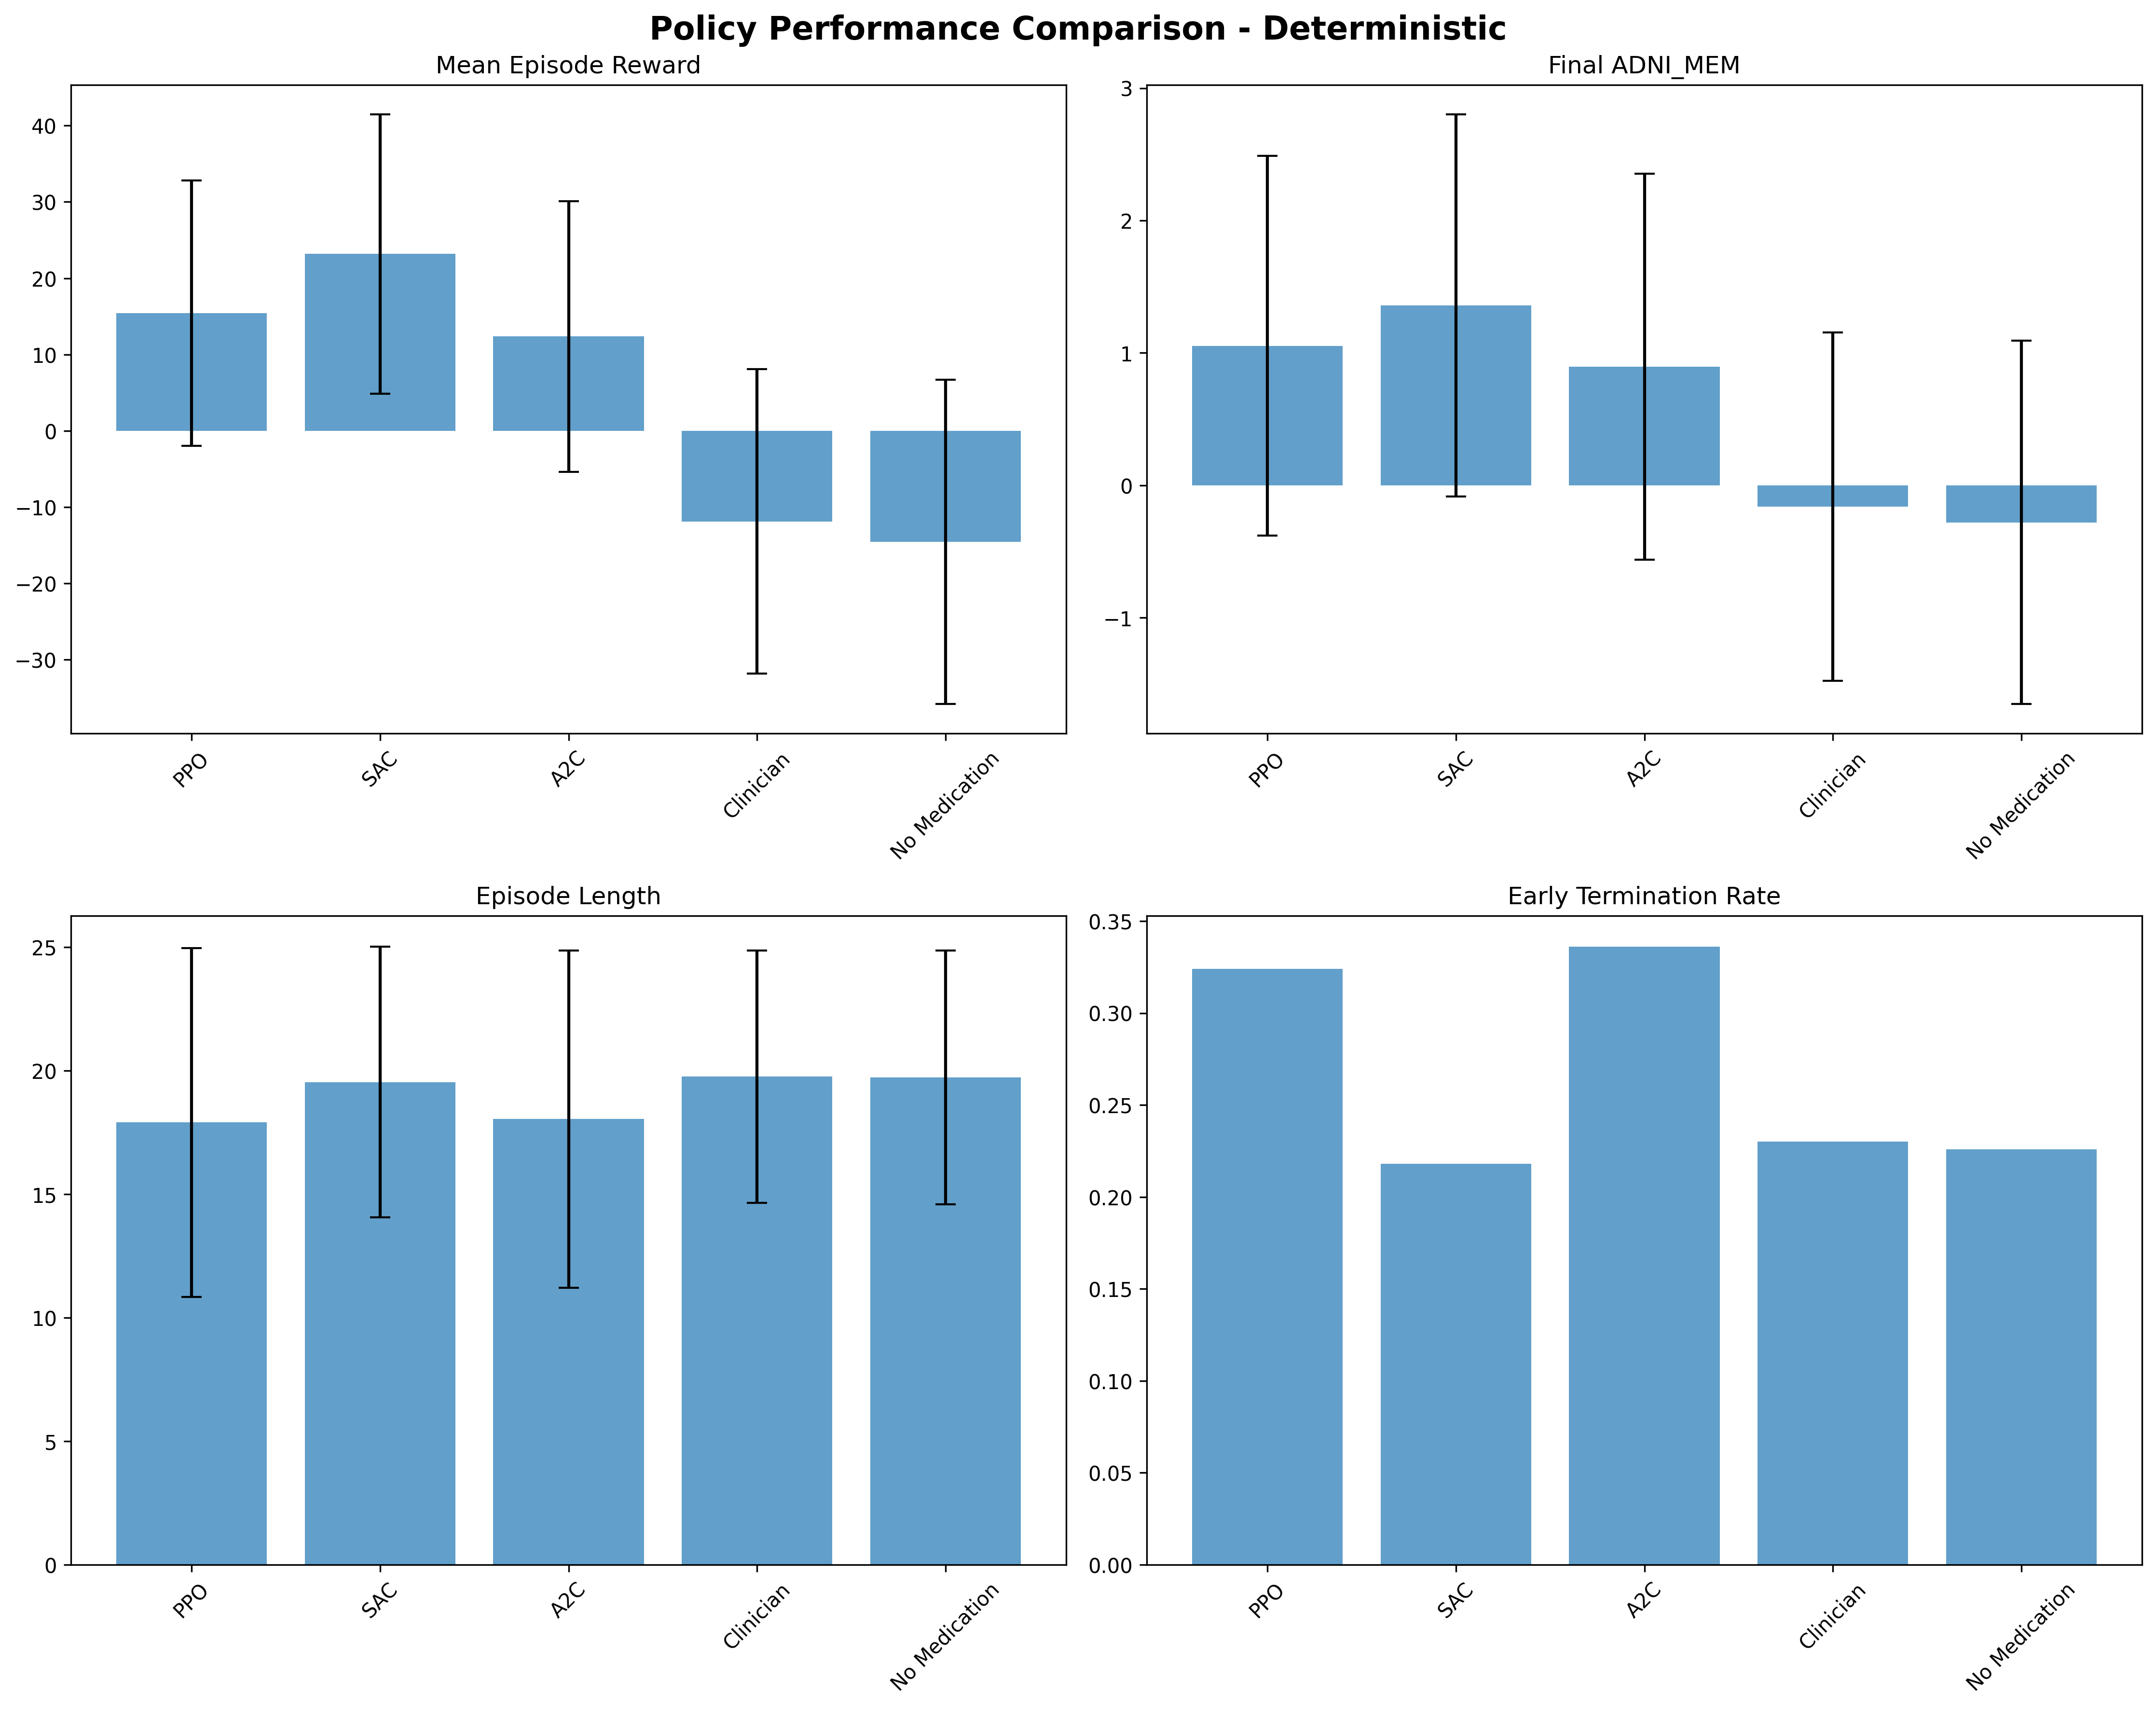 Policy Performance Comparison - Deterministic
Mean Episode Reward
40
30
20
10
0
−10
−20
−30
PPO
SAC
A2C
Clinician
No Medication
Final ADNI_MEM
3
2
1
0
−1
PPO
SAC
A2C
Clinician
No Medication
Episode Length
25
20
15
10
5
0
PPO
SAC
A2C
Clinician
No Medication
Early Termination Rate
0.35
0.30
0.25
0.20
0.15
0.10
0.05
0.00
PPO
SAC
A2C
Clinician
No Medication